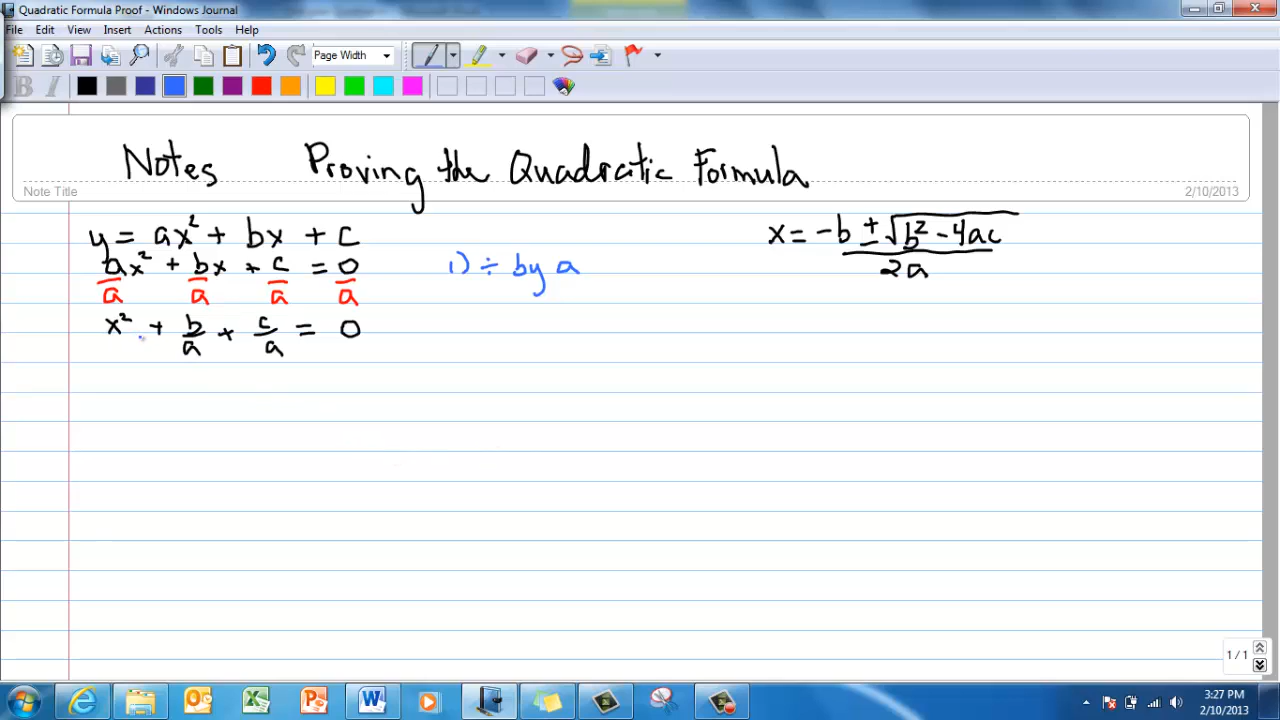 Quadratic Formula Proof - Windows Journal
File Edit View Insert Actions Tools Help
Page Width
B I
Notes Proving the Quadratic Formula
Note Title
2/10/2013
y = ax² + bx + c
x = -b ± √b² - 4ac
2a
ax² + bx + c = 0
a a a a
1) ÷ by a
x² + b/a + c/a = 0
1 / 1
3:27 PM
2/10/2013